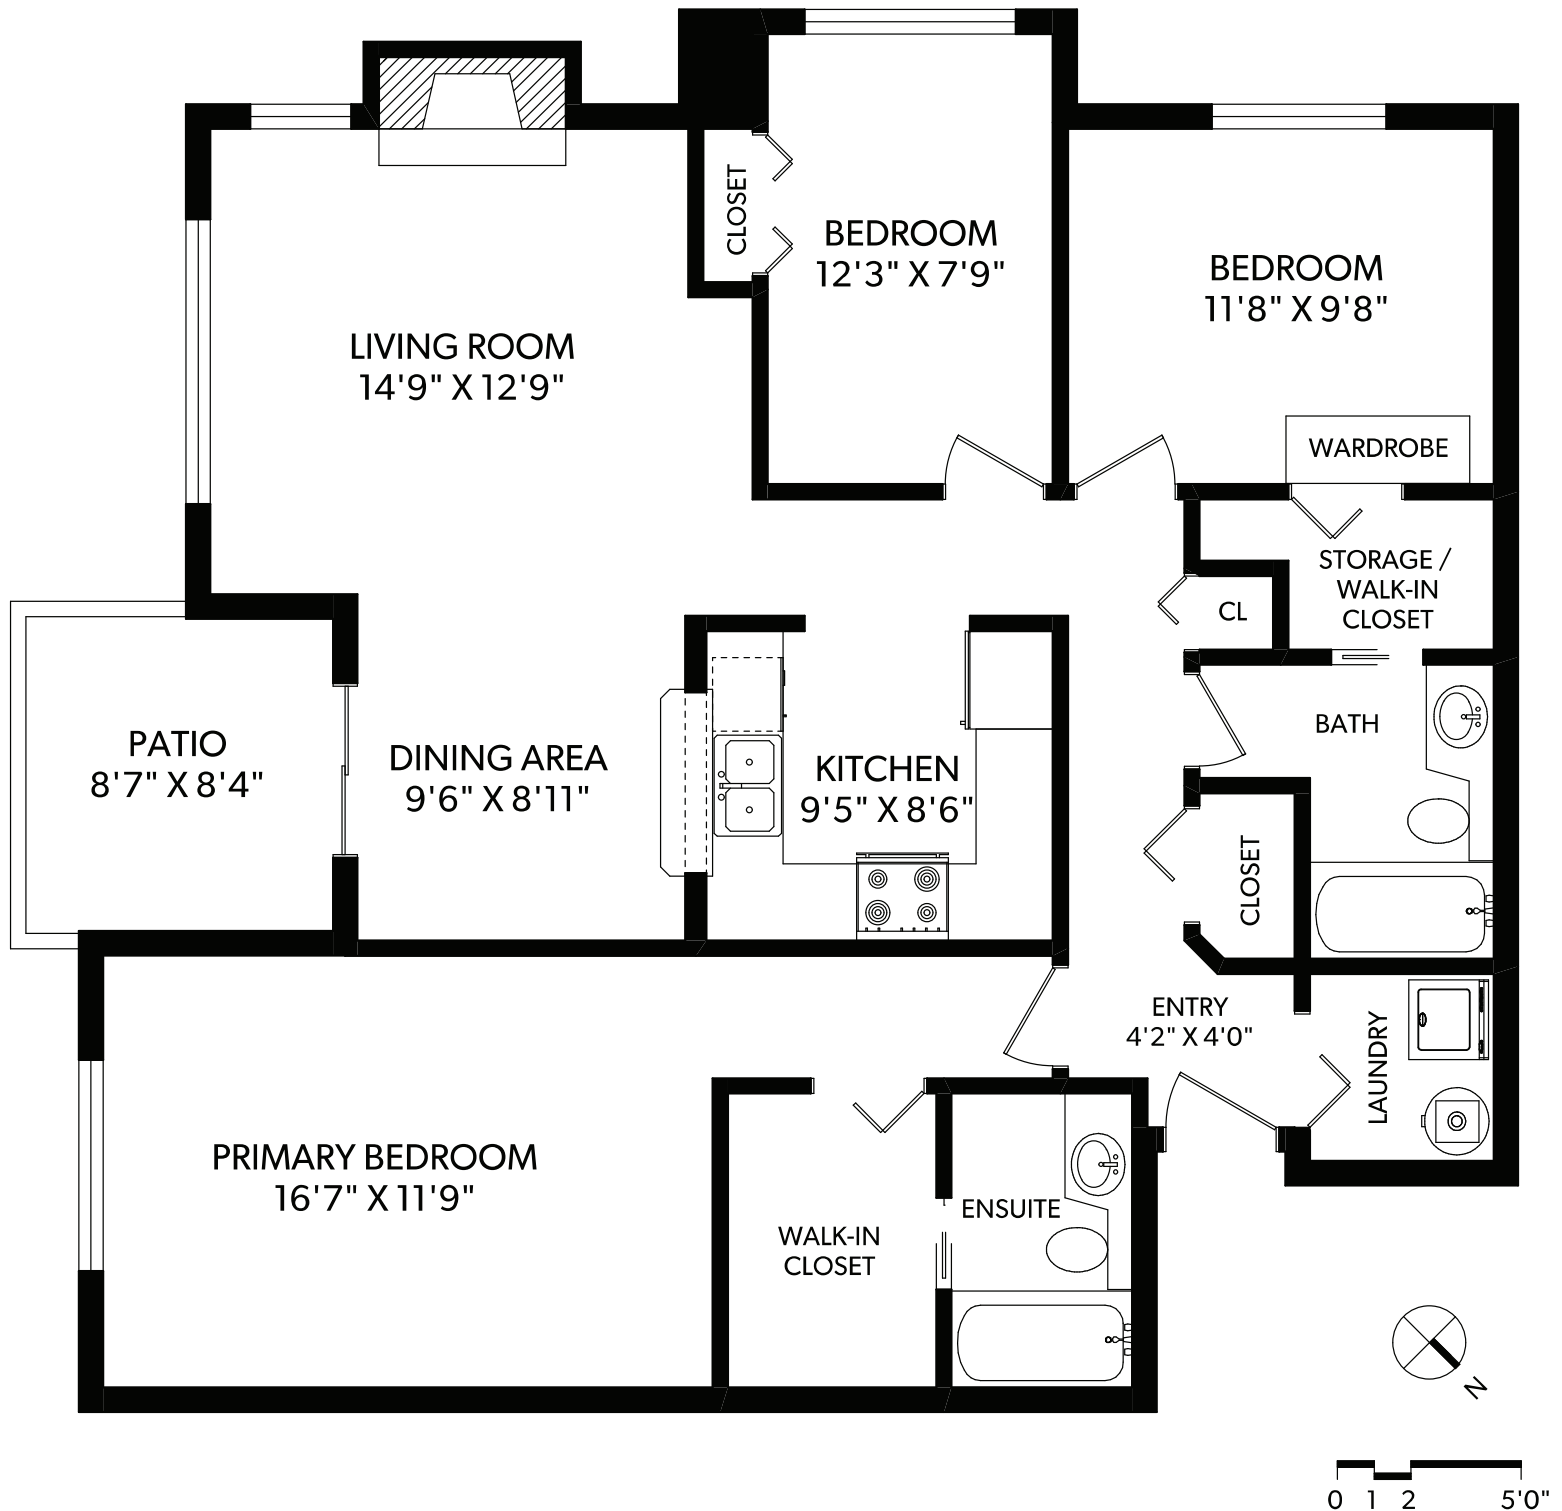 CLOSET
BEDROOM
12'3" X 7'9"
BEDROOM
11'8" X 9'8"
LIVING ROOM
14'9" X 12'9"
WARDROBE
STORAGE /
WALK-IN
CLOSET
CL
PATIO
8'7" X 8'4"
DINING AREA
9'6" X 8'11"
KITCHEN
9'5" X 8'6"
BATH
CLOSET
ENTRY
4'2" X 4'0"
LAUNDRY
PRIMARY BEDROOM
16'7" X 11'9"
WALK-IN
CLOSET
ENSUITE
N
0 1 2 5'0"